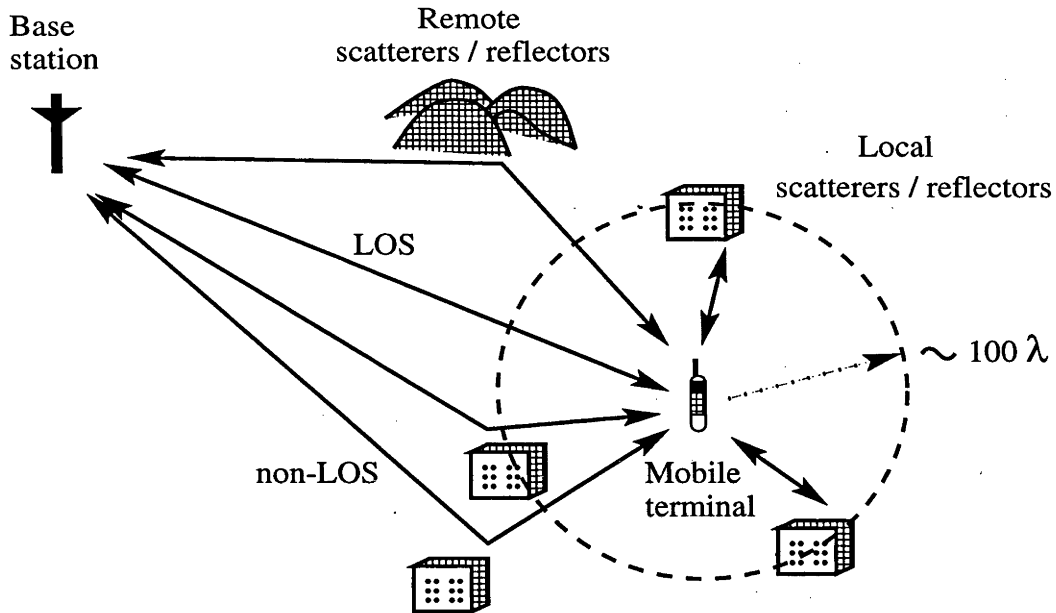 Base
station
Remote
scatterers / reflectors
Local
scatterers / reflectors
LOS
~ 100 λ
non-LOS
Mobile
terminal